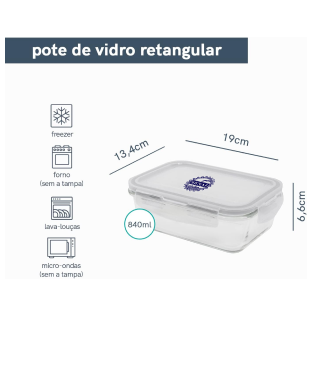 pote de vidro retangular
freezer
forno
(sem a tampa)
lava-louças
micro-ondas
(sem a tampa)
13,4cm
19cm
6,6cm
840ml